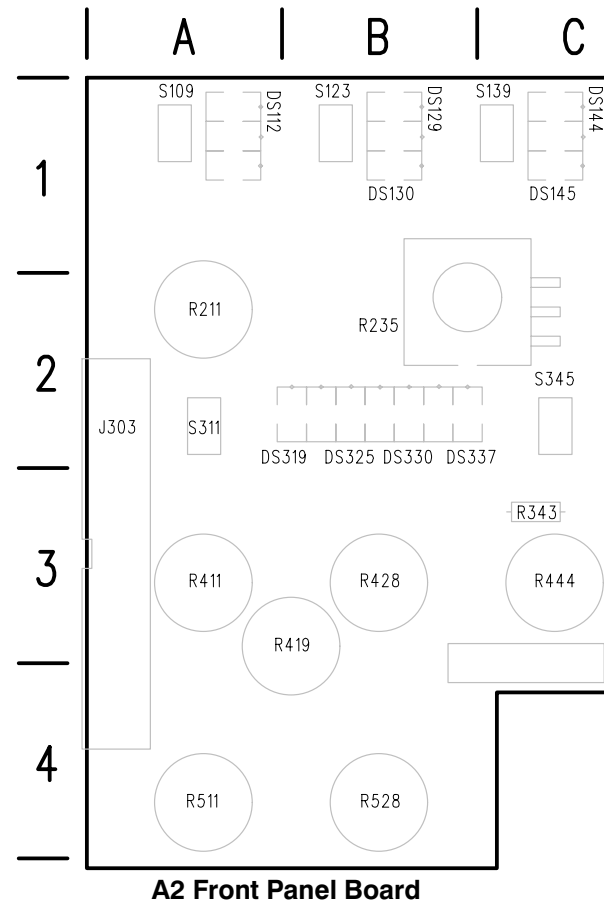 A B C
S109 DS112 S123 DS129 S139 DS144
1
DS130 DS145
R211
R235
2
S345
J303 S311
DS319 DS325 DS330 DS337
R343
3
R411 R428 R444
R419
4
R511 R528
A2 Front Panel Board